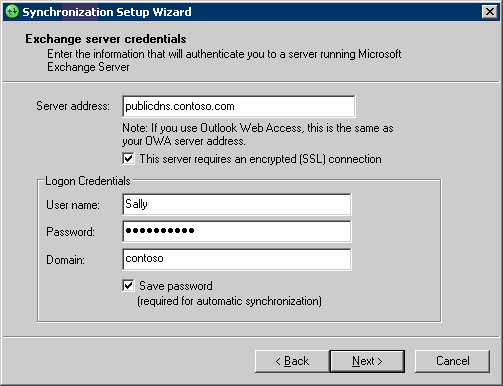 Synchronization Setup Wizard
Exchange server credentials
Enter the information that will authenticate you to a server running Microsoft
Exchange Server
Server address: publicdns.contoso.com
Note: If you use Outlook Web Access, this is the same as
your OWA server address.
This server requires an encrypted (SSL) connection
Logon Credentials
User name: Sally
Password: ●●●●●●●●●●
Domain: contoso
Save password
(required for automatic synchronization)
< Back Next > Cancel